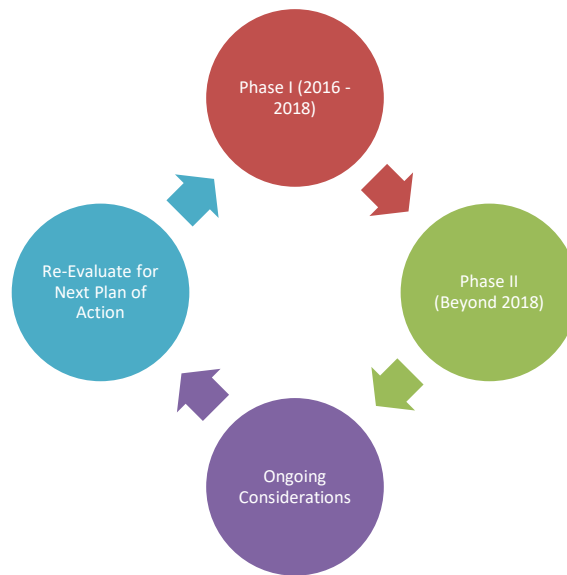 Phase I (2016 -
2018)
Phase II
(Beyond 2018)
Ongoing
Considerations
Re-Evaluate for
Next Plan of
Action